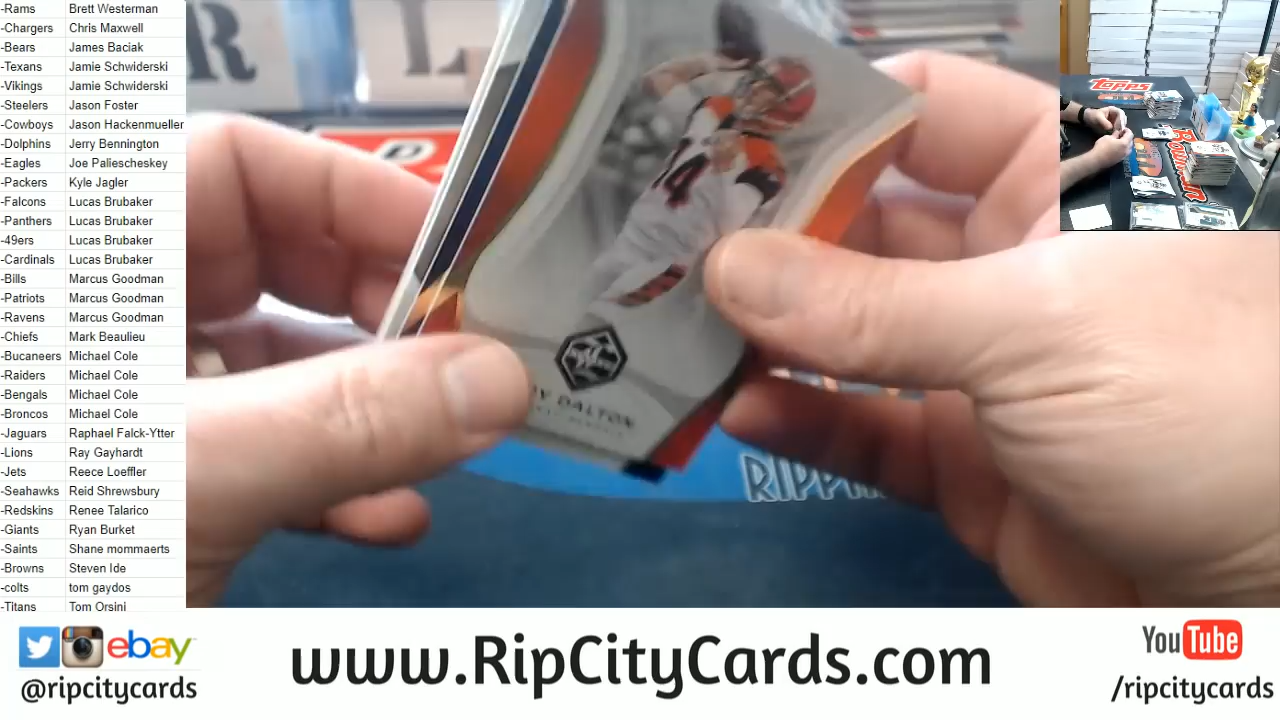 -Rams Brett Westerman
-Chargers Chris Maxwell
-Bears James Baciak
-Texans Jamie Schwiderski
-Vikings Jamie Schwiderski
-Steelers Jason Foster
-Cowboys Jason Hackenmueller
-Dolphins Jerry Bennington
-Eagles Joe Paliescheskey
-Packers Kyle Jagler
-Falcons Lucas Brubaker
-Panthers Lucas Brubaker
-49ers Lucas Brubaker
-Cardinals Lucas Brubaker
-Bills Marcus Goodman
-Patriots Marcus Goodman
-Ravens Marcus Goodman
-Chiefs Mark Beaulieu
-Bucaneers Michael Cole
-Raiders Michael Cole
-Bengals Michael Cole
-Broncos Michael Cole
-Jaguars Raphael Falck-Ytter
-Lions Ray Gayhardt
-Jets Reece Loeffler
-Seahawks Reid Shrewsbury
-Redskins Renee Talarico
-Giants Ryan Burket
-Saints Shane mommaerts
-Browns Steven Ide
-colts tom gaydos
-Titans Tom Orsini
Topps
14
DALTON
RIPP
ebay
@ripcitycards
www.RipCityCards.com
YouTube
/ripcitycards